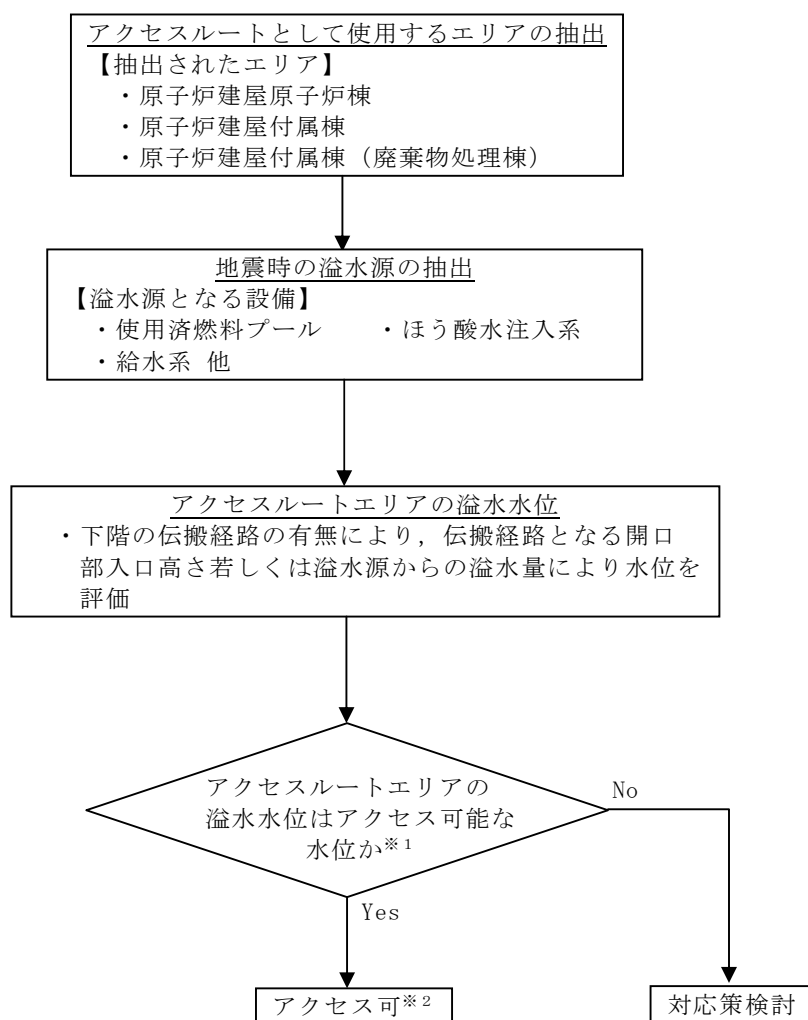 アクセスルートとして使用するエリアの抽出
【抽出されたエリア】
・原子炉建屋原子炉棟
・原子炉建屋付属棟
・原子炉建屋付属棟（廃棄物処理棟）
地震時の溢水源の抽出
【溢水源となる設備】
・使用済燃料プール　　・ほう酸水注入系
・給水系 他
アクセスルートエリアの溢水水位
・下階の伝搬経路の有無により，伝搬経路となる開口
部入口高さ若しくは溢水源からの溢水量により水位を
評価
アクセスルートエリアの
溢水水位はアクセス可能な
水位か※１
No
Yes
アクセス可※２
対応策検討